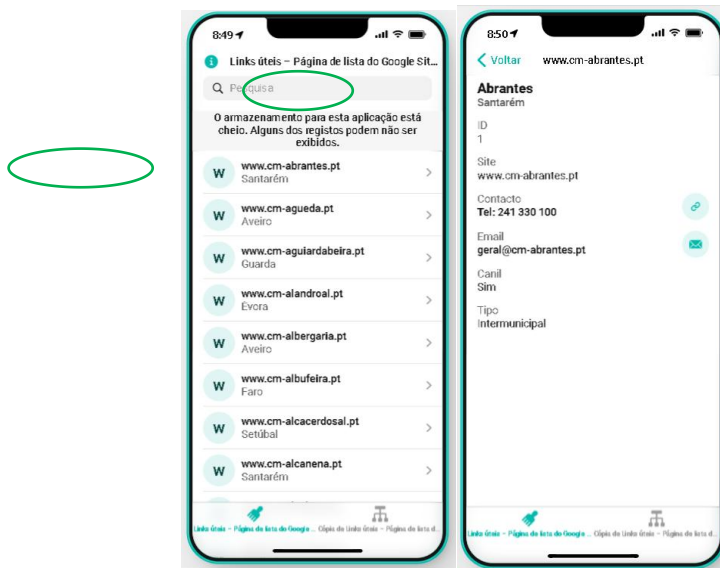 8:49
Links úteis – Página de lista do Google Sit...
Pesquisa
O armazenamento para esta aplicação está
cheio. Alguns dos registos podem não ser
exibidos.
W
www.cm-abrantes.pt
Santarém
W
www.cm-agueda.pt
Aveiro
W
www.cm-aguiardabeira.pt
Guarda
W
www.cm-alandroal.pt
Évora
W
www.cm-albergaria.pt
Aveiro
W
www.cm-albufeira.pt
Faro
W
www.cm-alcacerdosal.pt
Setúbal
W
www.cm-alcanena.pt
Santarém
Links úteis – Página de lista do Google ...
Cópia de Links úteis – Página de lista d...
8:50
Voltar
www.cm-abrantes.pt
Abrantes
Santarém
ID
1
Site
www.cm-abrantes.pt
Contacto
Tel: 241 330 100
Email
geral@cm-abrantes.pt
Canil
Sim
Tipo
Intermunicipal
Links úteis – Página de lista do Google ...
Cópia de Links úteis – Página de lista d...